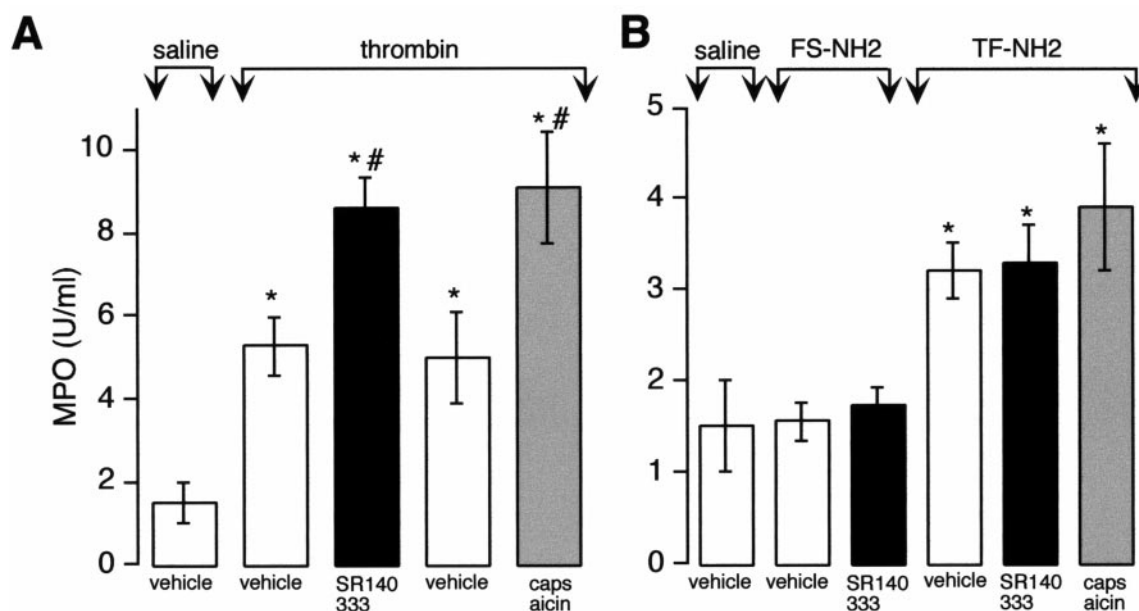 A
saline
thrombin
MPO (U/ml)
10
8
6
4
2
0
* 
*
* #
*
* #
vehicle
vehicle
SR140
333
vehicle
caps
aicin
B
saline
FS-NH2
TF-NH2
5
4
3
2
1
0
*
*
*
vehicle
vehicle
SR140
333
vehicle
SR140
333
caps
aicin